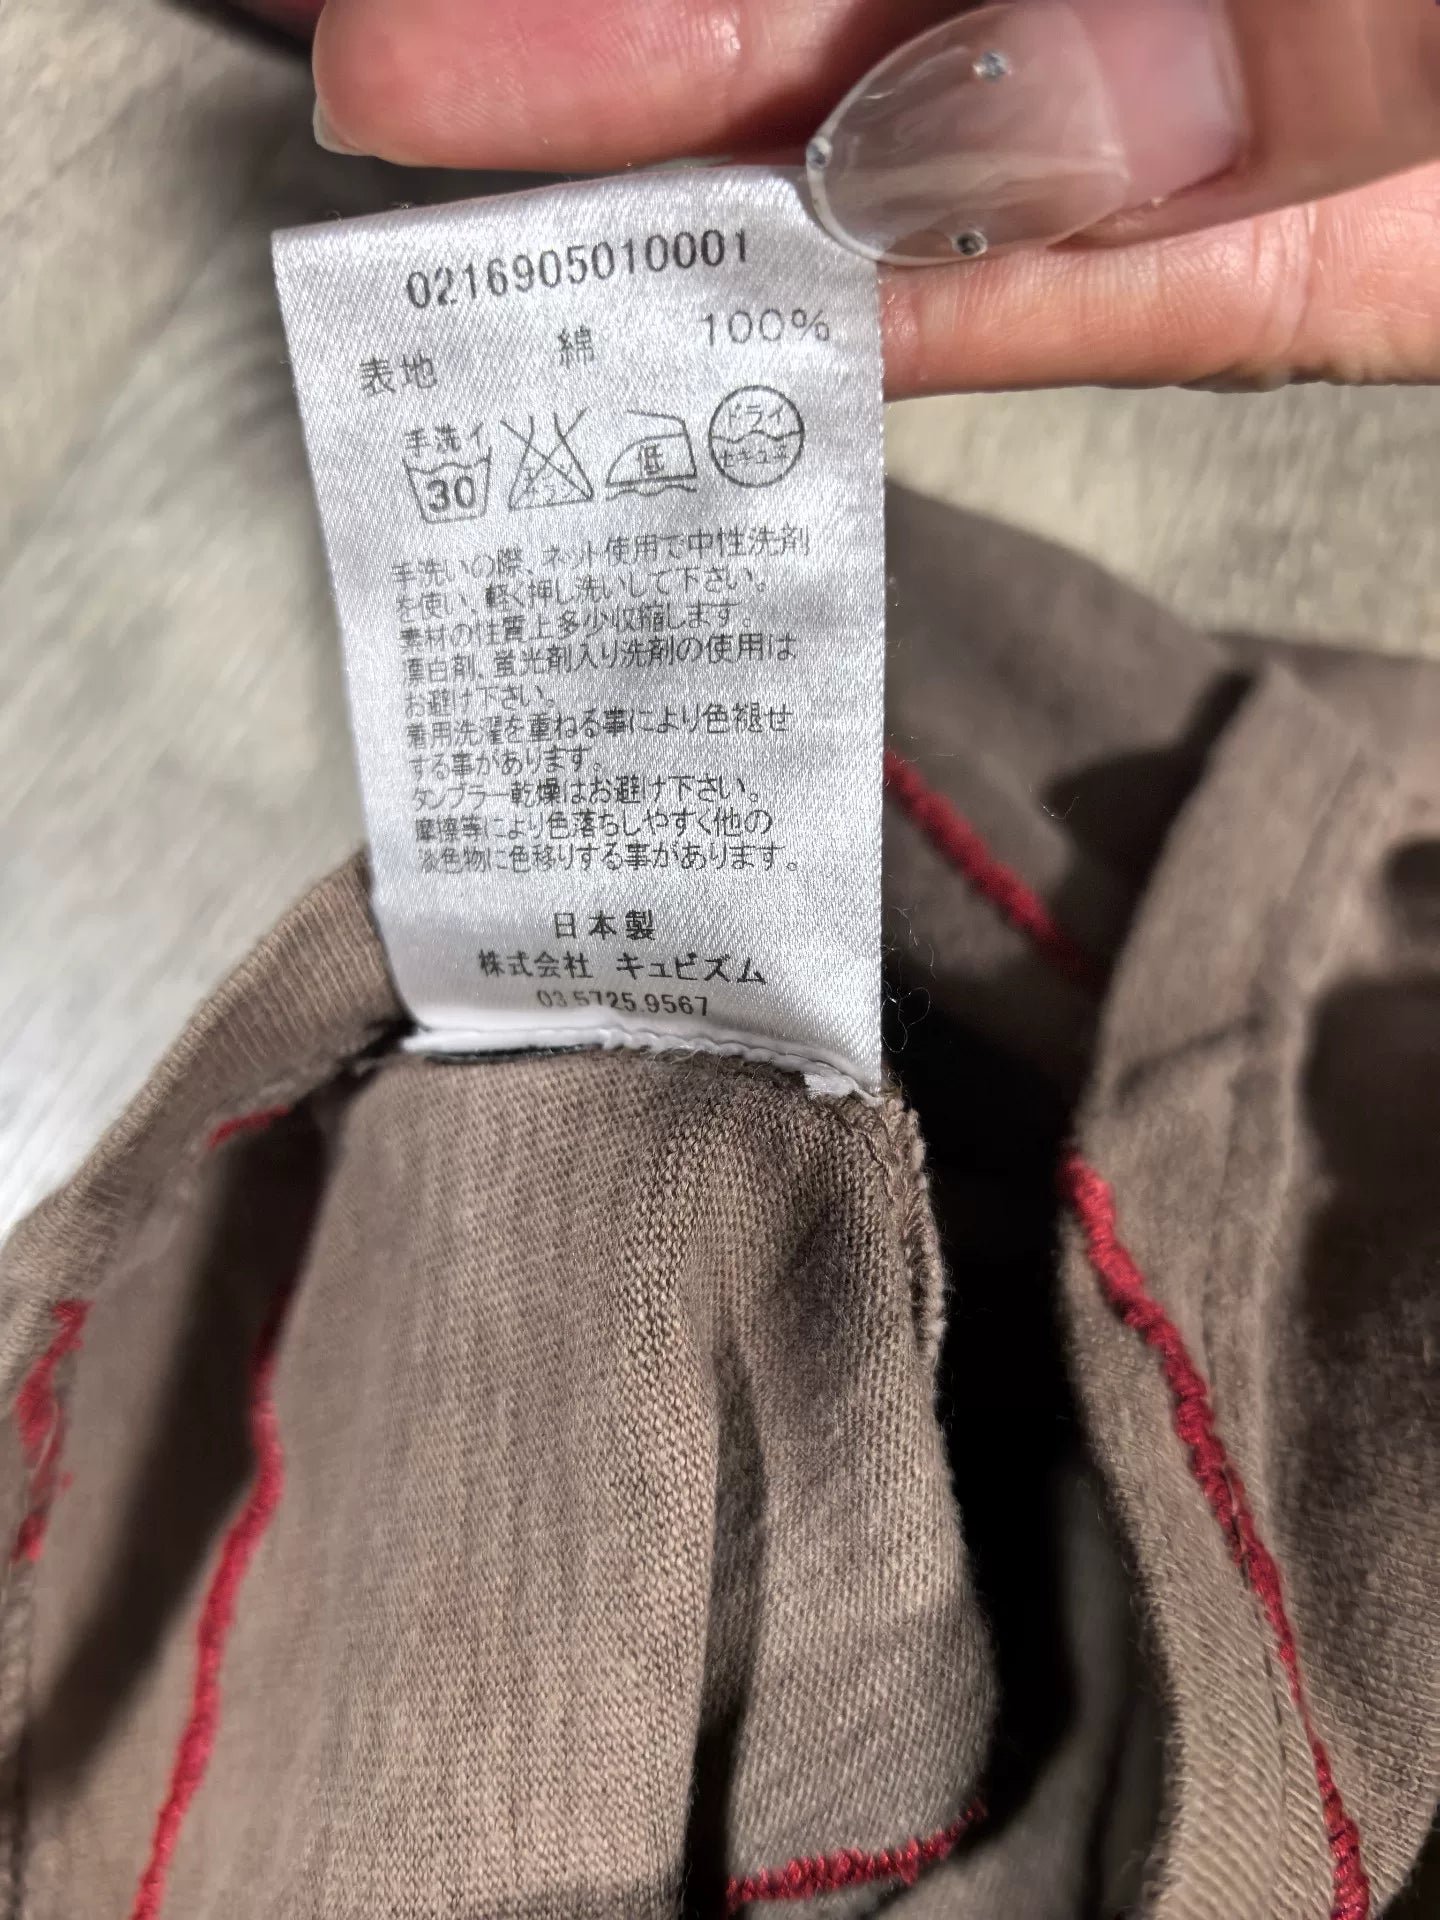 0216905010001
表地 綿 100%
手洗イ
30
エンソ
サラシ
低
ドライ
セキユ系
手洗いの際、ネット使用で中性洗剤
を使い、軽く押し洗いして下さい。
素材の性質上多少収縮します。
漂白剤、蛍光剤入り洗剤の使用は
お避け下さい。
着用洗濯を重ねる事により色褪せ
する事があります。
タンブラー乾燥はお避け下さい。
摩擦等により色落ちしやすく他の
淡色物に色移りする事があります。
日本製
株式会社 キュビズム
03.5725.9567